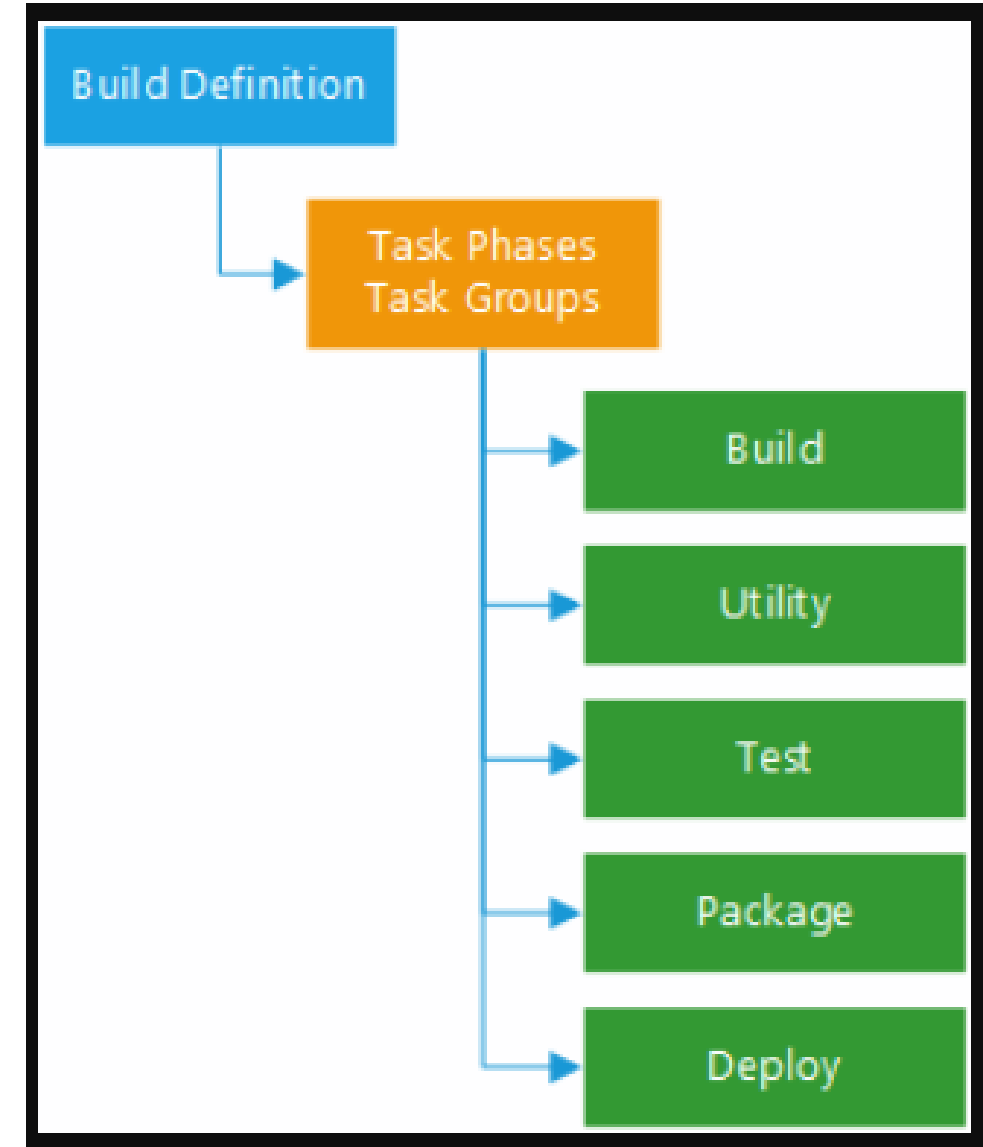 Build Definition
Task Phases
Task Groups
Build
Utility
Test
Package
Deploy